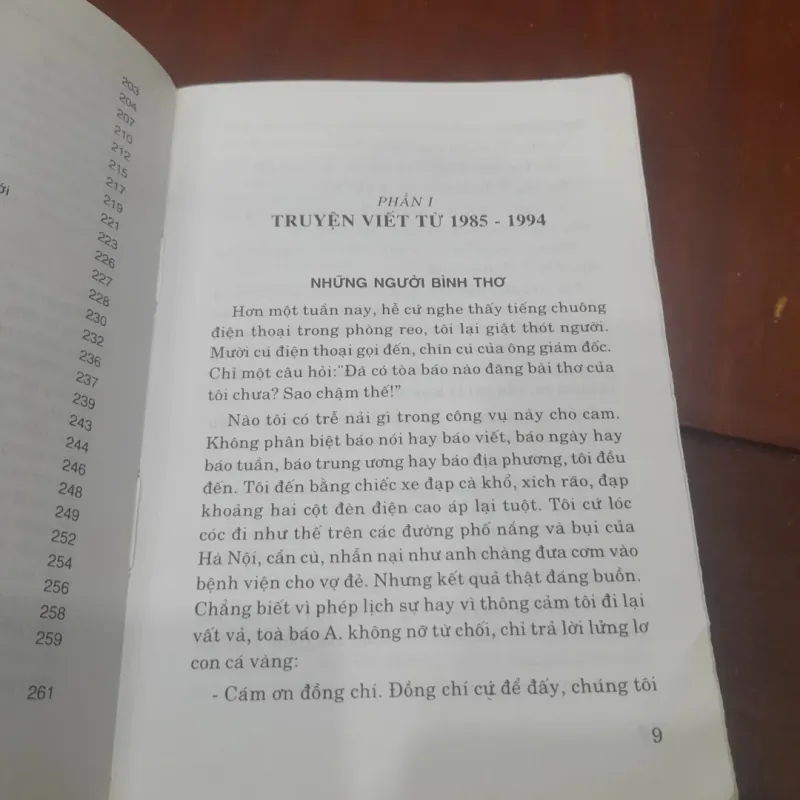 203
204
207
210
212
215
217
219
221
223
226
227
228
230
232
236
237
239
243
244
246
248
249
252
254
256
258
259
261
PHẦN I
TRUYỆN VIẾT TỪ 1985 - 1994
NHỮNG NGƯỜI BÌNH THƠ
Hơn một tuần nay, hễ cứ nghe thấy tiếng chuông
điện thoại trong phòng reo, tôi lại giật thót người.
Mười cú điện thoại gọi đến, chín cú của ông giám đốc.
Chỉ một câu hỏi:"Đã có tòa báo nào đăng bài thơ của
tôi chưa? Sao chậm thế!"
Nào tôi có trễ nải gì trong công vụ này cho cam.
Không phân biệt báo nói hay báo viết, báo ngày hay
báo tuần, báo trung ương hay báo địa phương, tôi đều
đến. Tôi đến bằng chiếc xe đạp cà khổ, xích rão, đạp
khoảng hai cột đèn điện cao áp lại tuột. Tôi cứ lóc
cóc đi như thế trên các đường phố nắng và bụi của
Hà Nội, cần cù, nhẫn nại như anh chàng đưa cơm vào
bệnh viện cho vợ đẻ. Nhưng kết quả thật đáng buồn.
Chẳng biết vì phép lịch sự hay vì thông cảm tôi đi lại
vất vả, toà báo A. không nỡ từ chối, chỉ trả lời lửng lơ
con cá vàng:
- Cám ơn đồng chí. Đồng chí cứ để đấy, chúng tôi
9